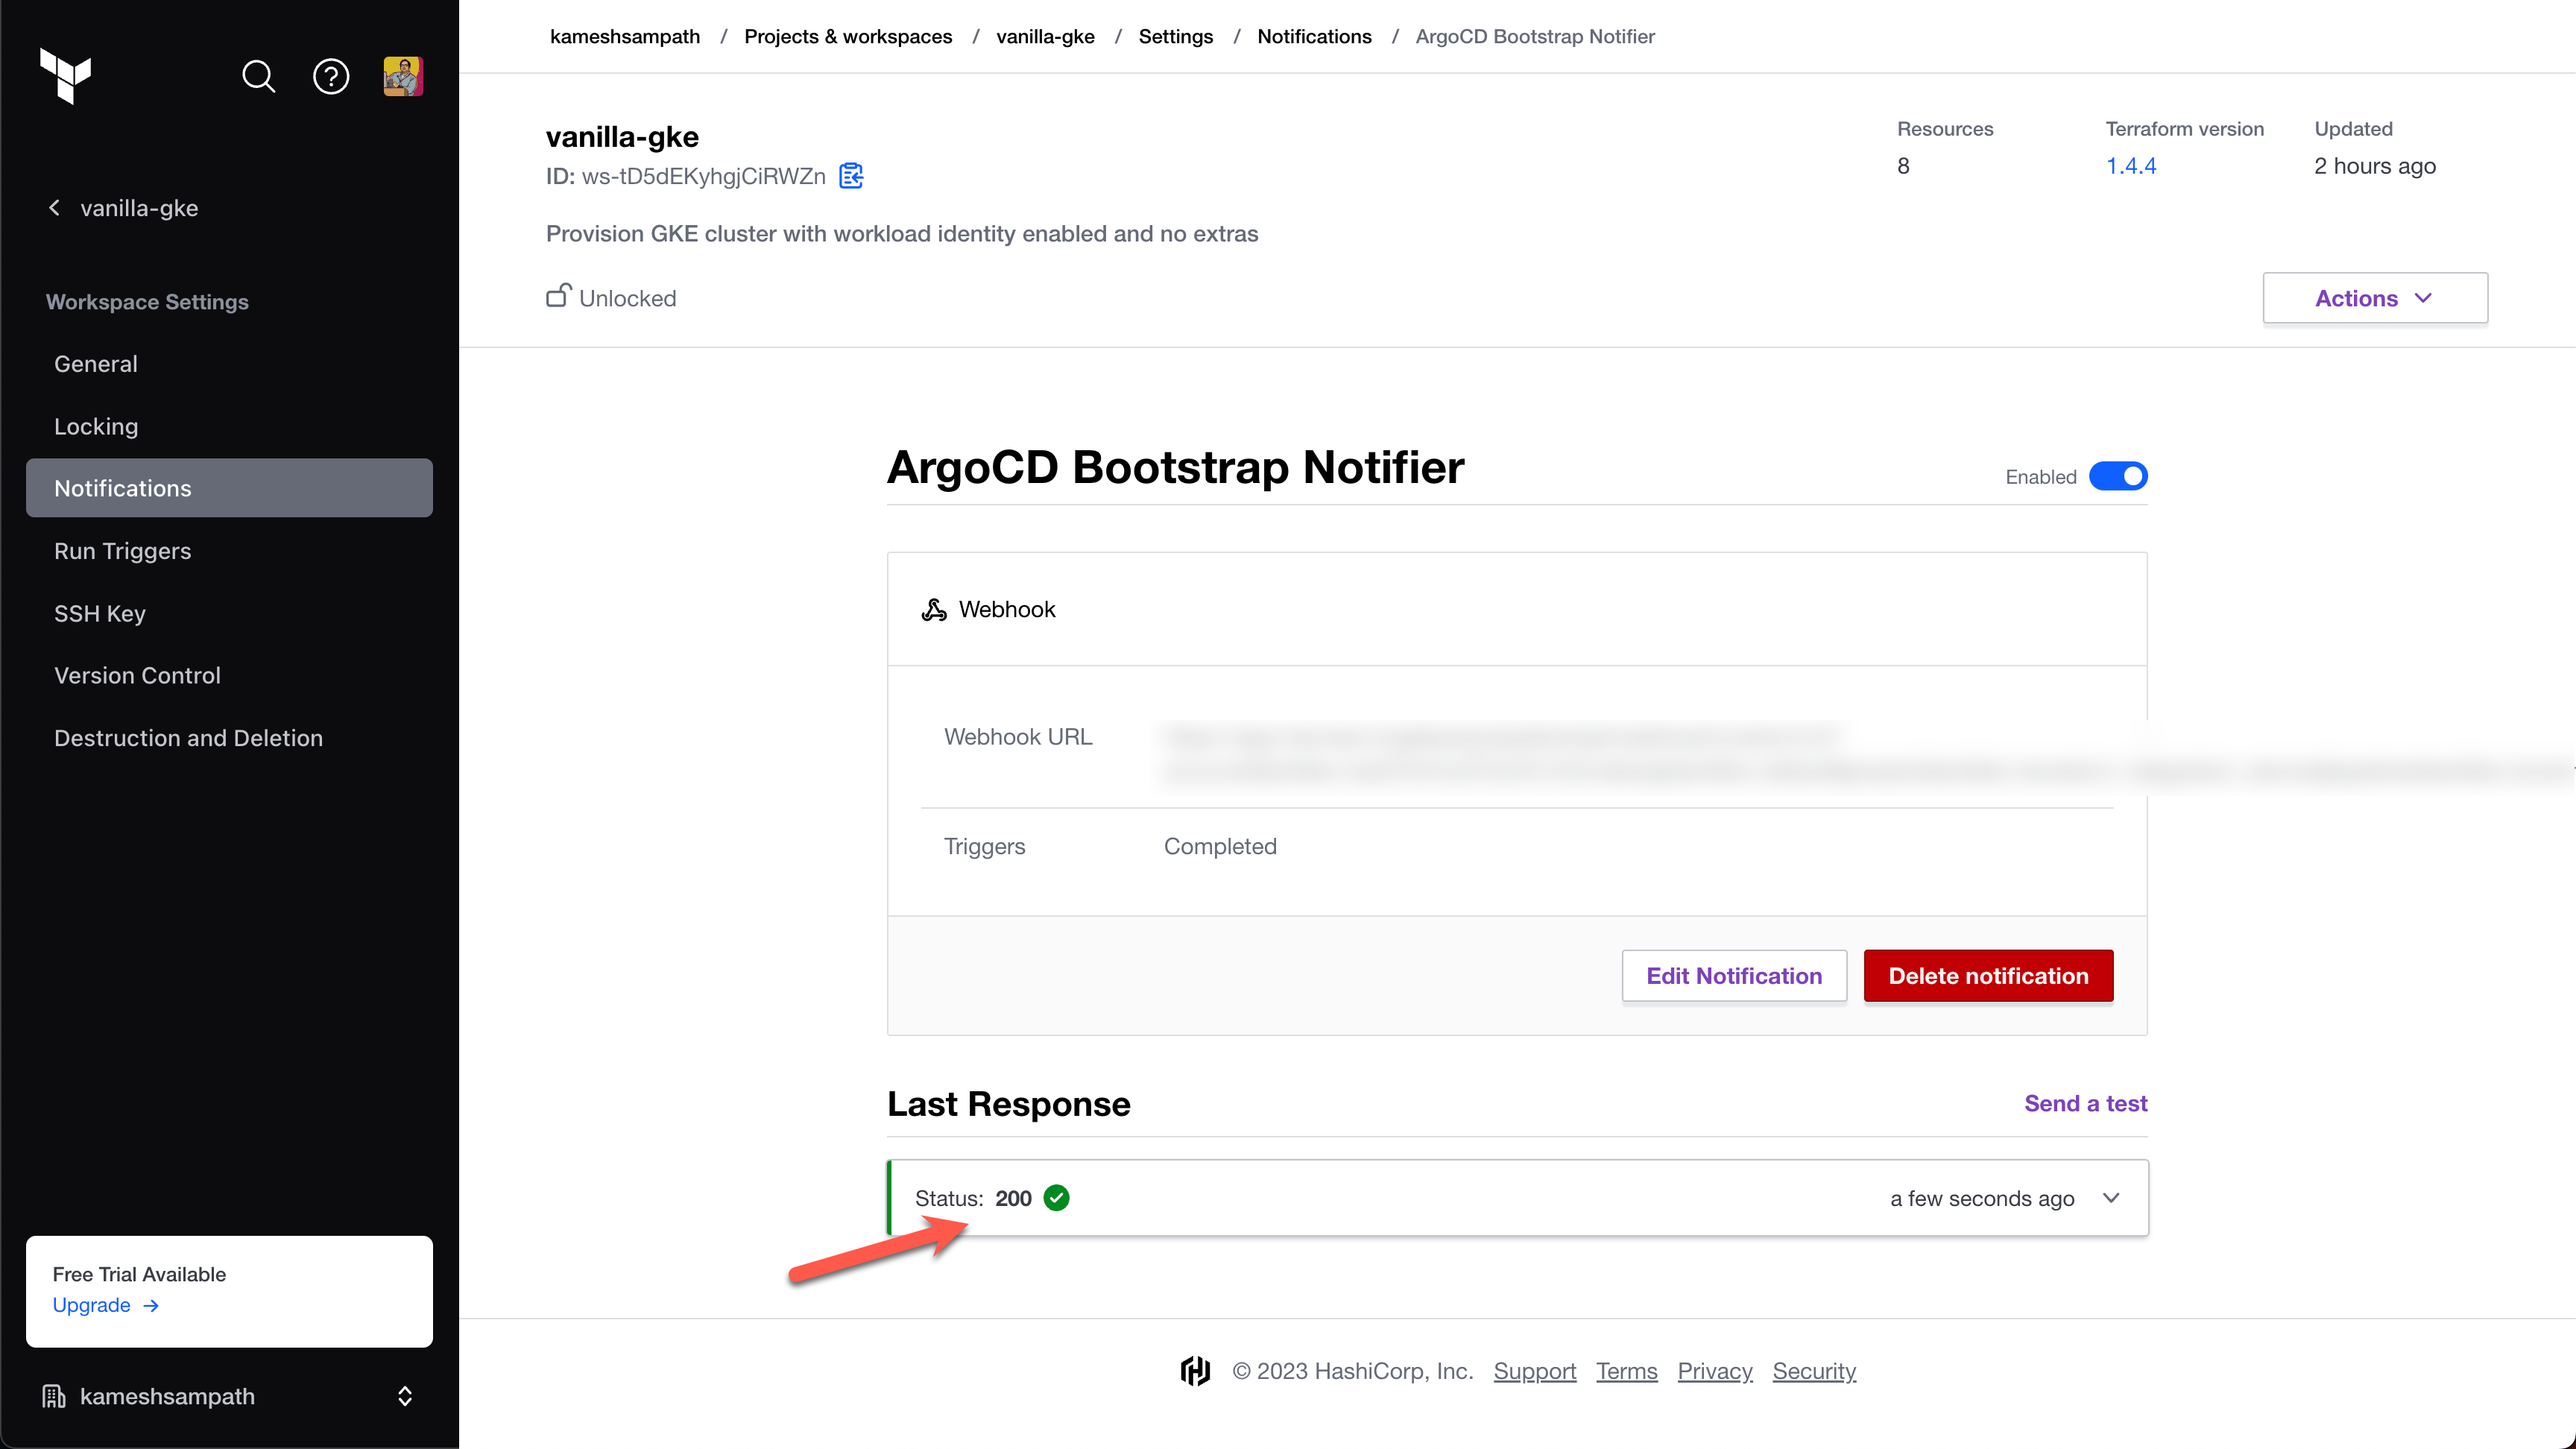 kameshsampath / Projects & workspaces / vanilla-gke / Settings / Notifications / ArgoCD Bootstrap Notifier
vanilla-gke
Workspace Settings
General
Locking
Notifications
Run Triggers
SSH Key
Version Control
Destruction and Deletion
Free Trial Available
Upgrade
kameshsampath
vanilla-gke
ID: ws-tD5dEKyhgjCiRWZn
Provision GKE cluster with workload identity enabled and no extras
Unlocked
Resources
8
Terraform version
1.4.4
Updated
2 hours ago
Actions
ArgoCD Bootstrap Notifier
Enabled
Webhook
Webhook URL
Triggers Completed
Edit Notification
Delete notification
Last Response
Send a test
Status: 200
a few seconds ago
© 2023 HashiCorp, Inc. Support Terms Privacy Security